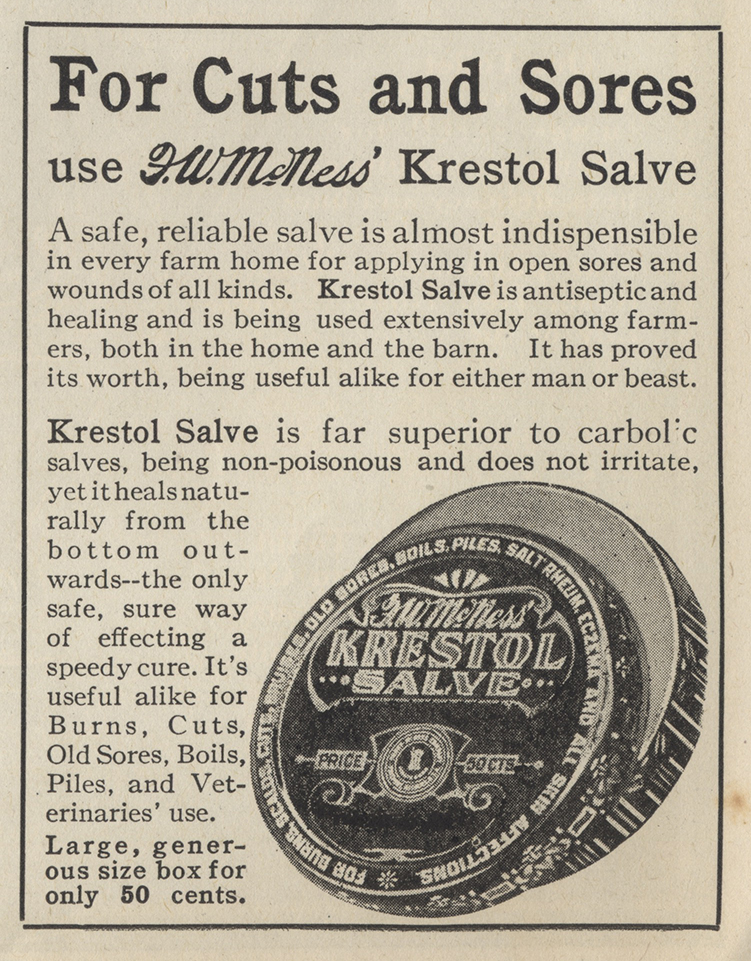 For Cuts and Sores
use F.W. McNess' Krestol Salve
A safe, reliable salve is almost indispensible
in every farm home for applying in open sores and
wounds of all kinds. Krestol Salve is antiseptic and
healing and is being used extensively among farm-
ers, both in the home and the barn. It has proved
its worth, being useful alike for either man or beast.
Krestol Salve is far superior to carbolic
salves, being non-poisonous and does not irritate,
yet it heals natu-
rally from the
bottom out-
wards--the only
safe, sure way
of effecting a
speedy cure. It's
useful alike for
Burns, Cuts,
Old Sores, Boils,
Piles, and Vet-
erinaries' use.
Large, gener-
ous size box for
only 50 cents.
FOR BURNS, CUTS, OLD SORES, BOILS, PILES, SALT RHEUM, ECZEMA AND ALL SKIN AFFECTIONS
F.W. McNess'
KRESTOL
SALVE
PRICE 50 CTS